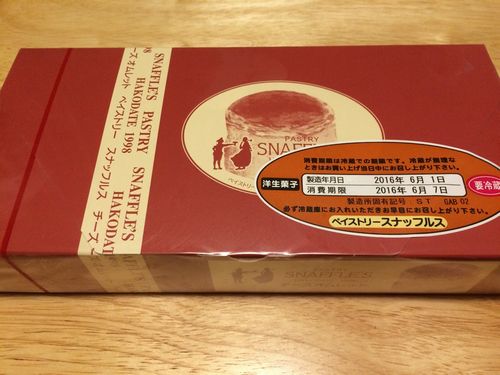 SNAFFLE'S PASTRY SNAFFLE'S
HAKODATE 1998 HAKODATE
チーズオムレット ペイストリー スナッフルス チーズ
PASTRY
SNAFFLE'S
ペイストリー
消費期限は冷蔵での期限です。冷蔵が無理な
ときはお買い上げ当日中にお召し上がり下さい。
洋生菓子
製造年月日 2016年 6月 1日
消費期限 2016年 6月 7日
要冷蔵
製造所固有記号:ST GAB 02
必ず冷蔵庫にお入れいただきお早目にお召し上がり下さい。
ペイストリースナッフルス
SNAFFLE'S